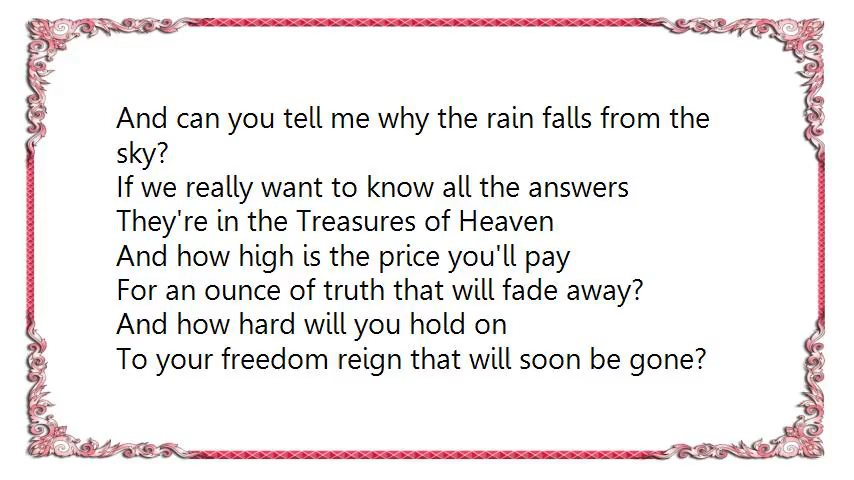 And can you tell me why the rain falls from the
sky?
If we really want to know all the answers
They're in the Treasures of Heaven
And how high is the price you'll pay
For an ounce of truth that will fade away?
And how hard will you hold on
To your freedom reign that will soon be gone?